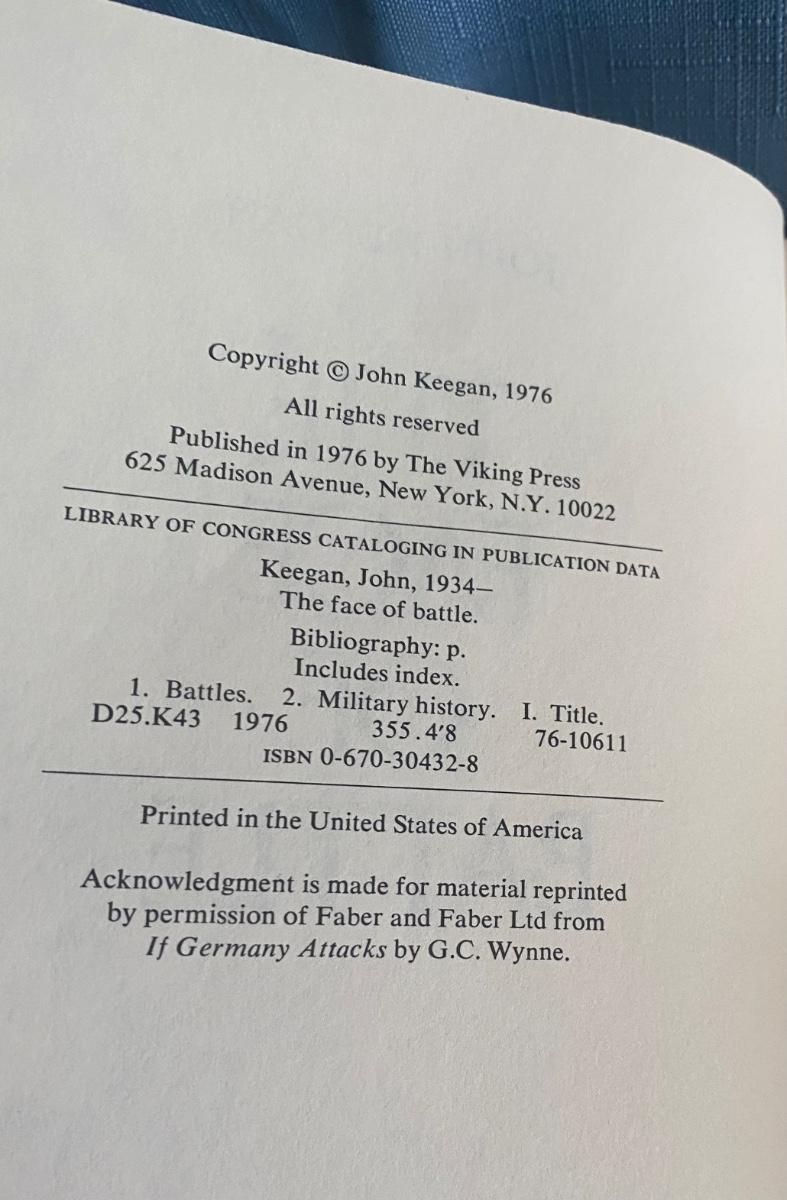 Copyright © John Keegan, 1976
All rights reserved
Published in 1976 by The Viking Press
625 Madison Avenue, New York, N.Y. 10022
LIBRARY OF CONGRESS CATALOGING IN PUBLICATION DATA
Keegan, John, 1934–
The face of battle.
Bibliography: p.
Includes index.
1. Battles. 2. Military history. I. Title.
D25.K43 1976 355.4'8 76-10611
ISBN 0-670-30432-8
Printed in the United States of America
Acknowledgment is made for material reprinted
by permission of Faber and Faber Ltd from
If Germany Attacks by G.C. Wynne.